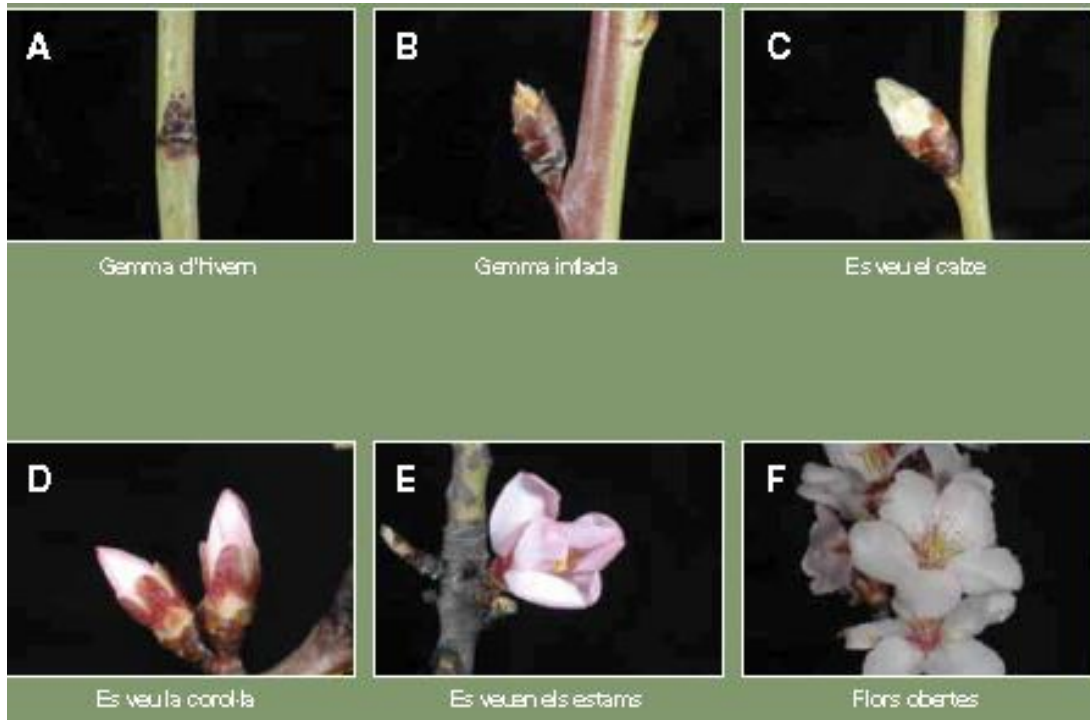 A
B
C
Gemma d'hivern
Gemma inflada
Es veu el calze
D
E
F
Es veu la corol·la
Es veuen els estams
Flors obertes